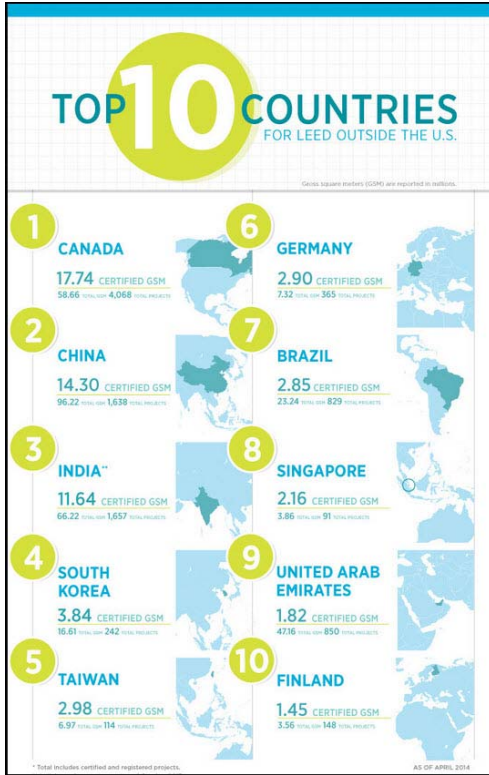 TOP 10 COUNTRIES
FOR LEED OUTSIDE THE U.S.
Gross square meters (GSM) are reported in millions.
1
CANADA
17.74 CERTIFIED GSM
58.66 TOTAL GSM 4,068 TOTAL PROJECTS
2
CHINA
14.30 CERTIFIED GSM
96.22 TOTAL GSM 1,638 TOTAL PROJECTS
3
INDIA**
11.64 CERTIFIED GSM
66.22 TOTAL GSM 1,657 TOTAL PROJECTS
4
SOUTH
KOREA
3.84 CERTIFIED GSM
16.61 TOTAL GSM 242 TOTAL PROJECTS
5
TAIWAN
2.98 CERTIFIED GSM
6.97 TOTAL GSM 114 TOTAL PROJECTS
6
GERMANY
2.90 CERTIFIED GSM
7.32 TOTAL GSM 365 TOTAL PROJECTS
7
BRAZIL
2.85 CERTIFIED GSM
23.24 TOTAL GSM 829 TOTAL PROJECTS
8
SINGAPORE
2.16 CERTIFIED GSM
3.86 TOTAL GSM 91 TOTAL PROJECTS
9
UNITED ARAB
EMIRATES
1.82 CERTIFIED GSM
47.16 TOTAL GSM 850 TOTAL PROJECTS
10
FINLAND
1.45 CERTIFIED GSM
3.56 TOTAL GSM 148 TOTAL PROJECTS
* Total includes certified and registered projects.
AS OF APRIL 2014